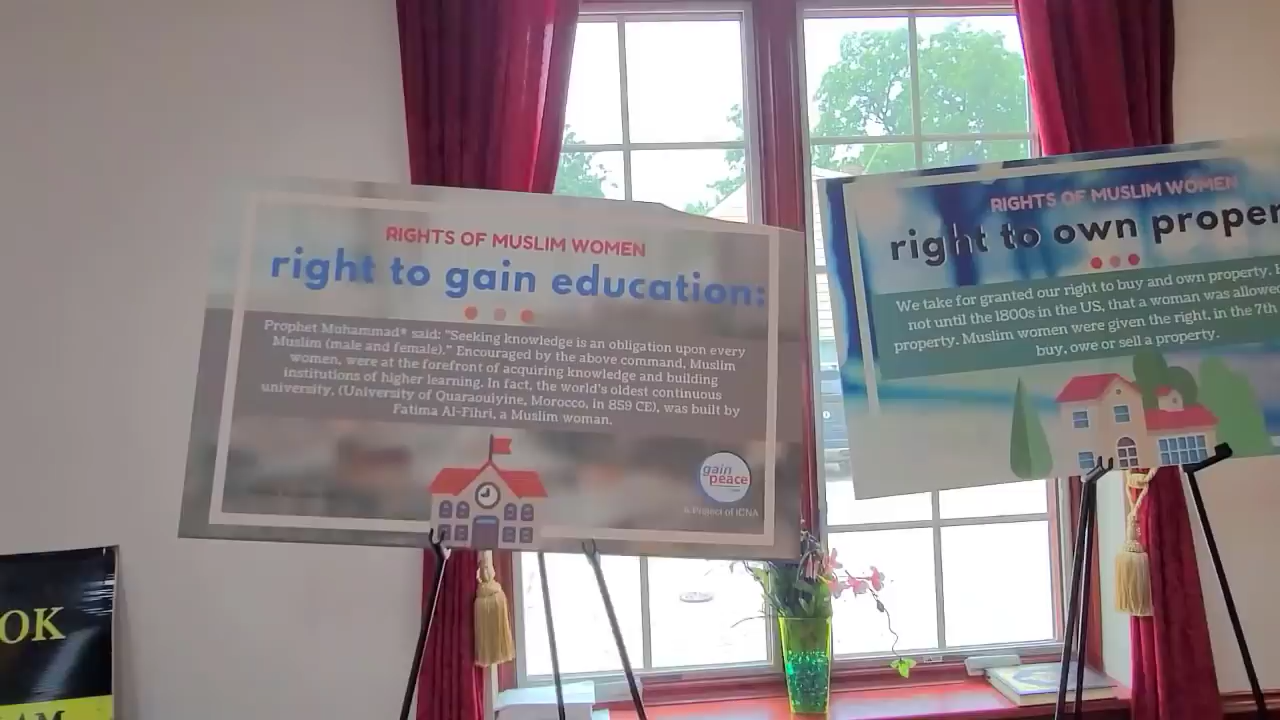 RIGHTS OF MUSLIM WOMEN
right to gain education:
Prophet Muhammad* said: "Seeking knowledge is an obligation upon every
Muslim (male and female)." Encouraged by the above command, Muslim
women, were at the forefront of acquiring knowledge and building
institutions of higher learning. In fact, the world's oldest continuous
university, (University of Quaraouiyine, Morocco, in 859 CE), was built by
Fatima Al-Fihri, a Muslim woman.
gain
peace
A Project of ICNA
RIGHTS OF MUSLIM WOMEN
right to own proper
We take for granted our right to buy and own property.
not until the 1800s in the US, that a woman was allowed
property. Muslim women were given the right, in the 7th
buy, owe or sell a property.
OK
AM